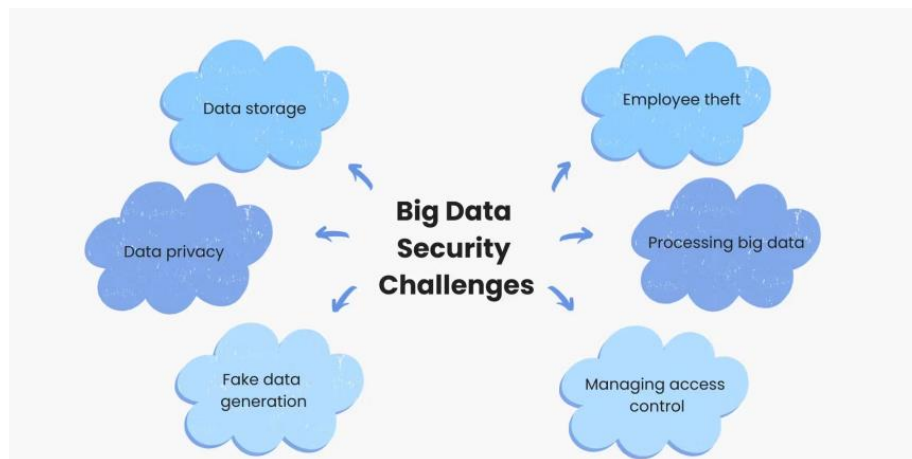 Data storage
Employee theft
Big Data
Security
Challenges
Data privacy
Processing big data
Fake data
generation
Managing access
control